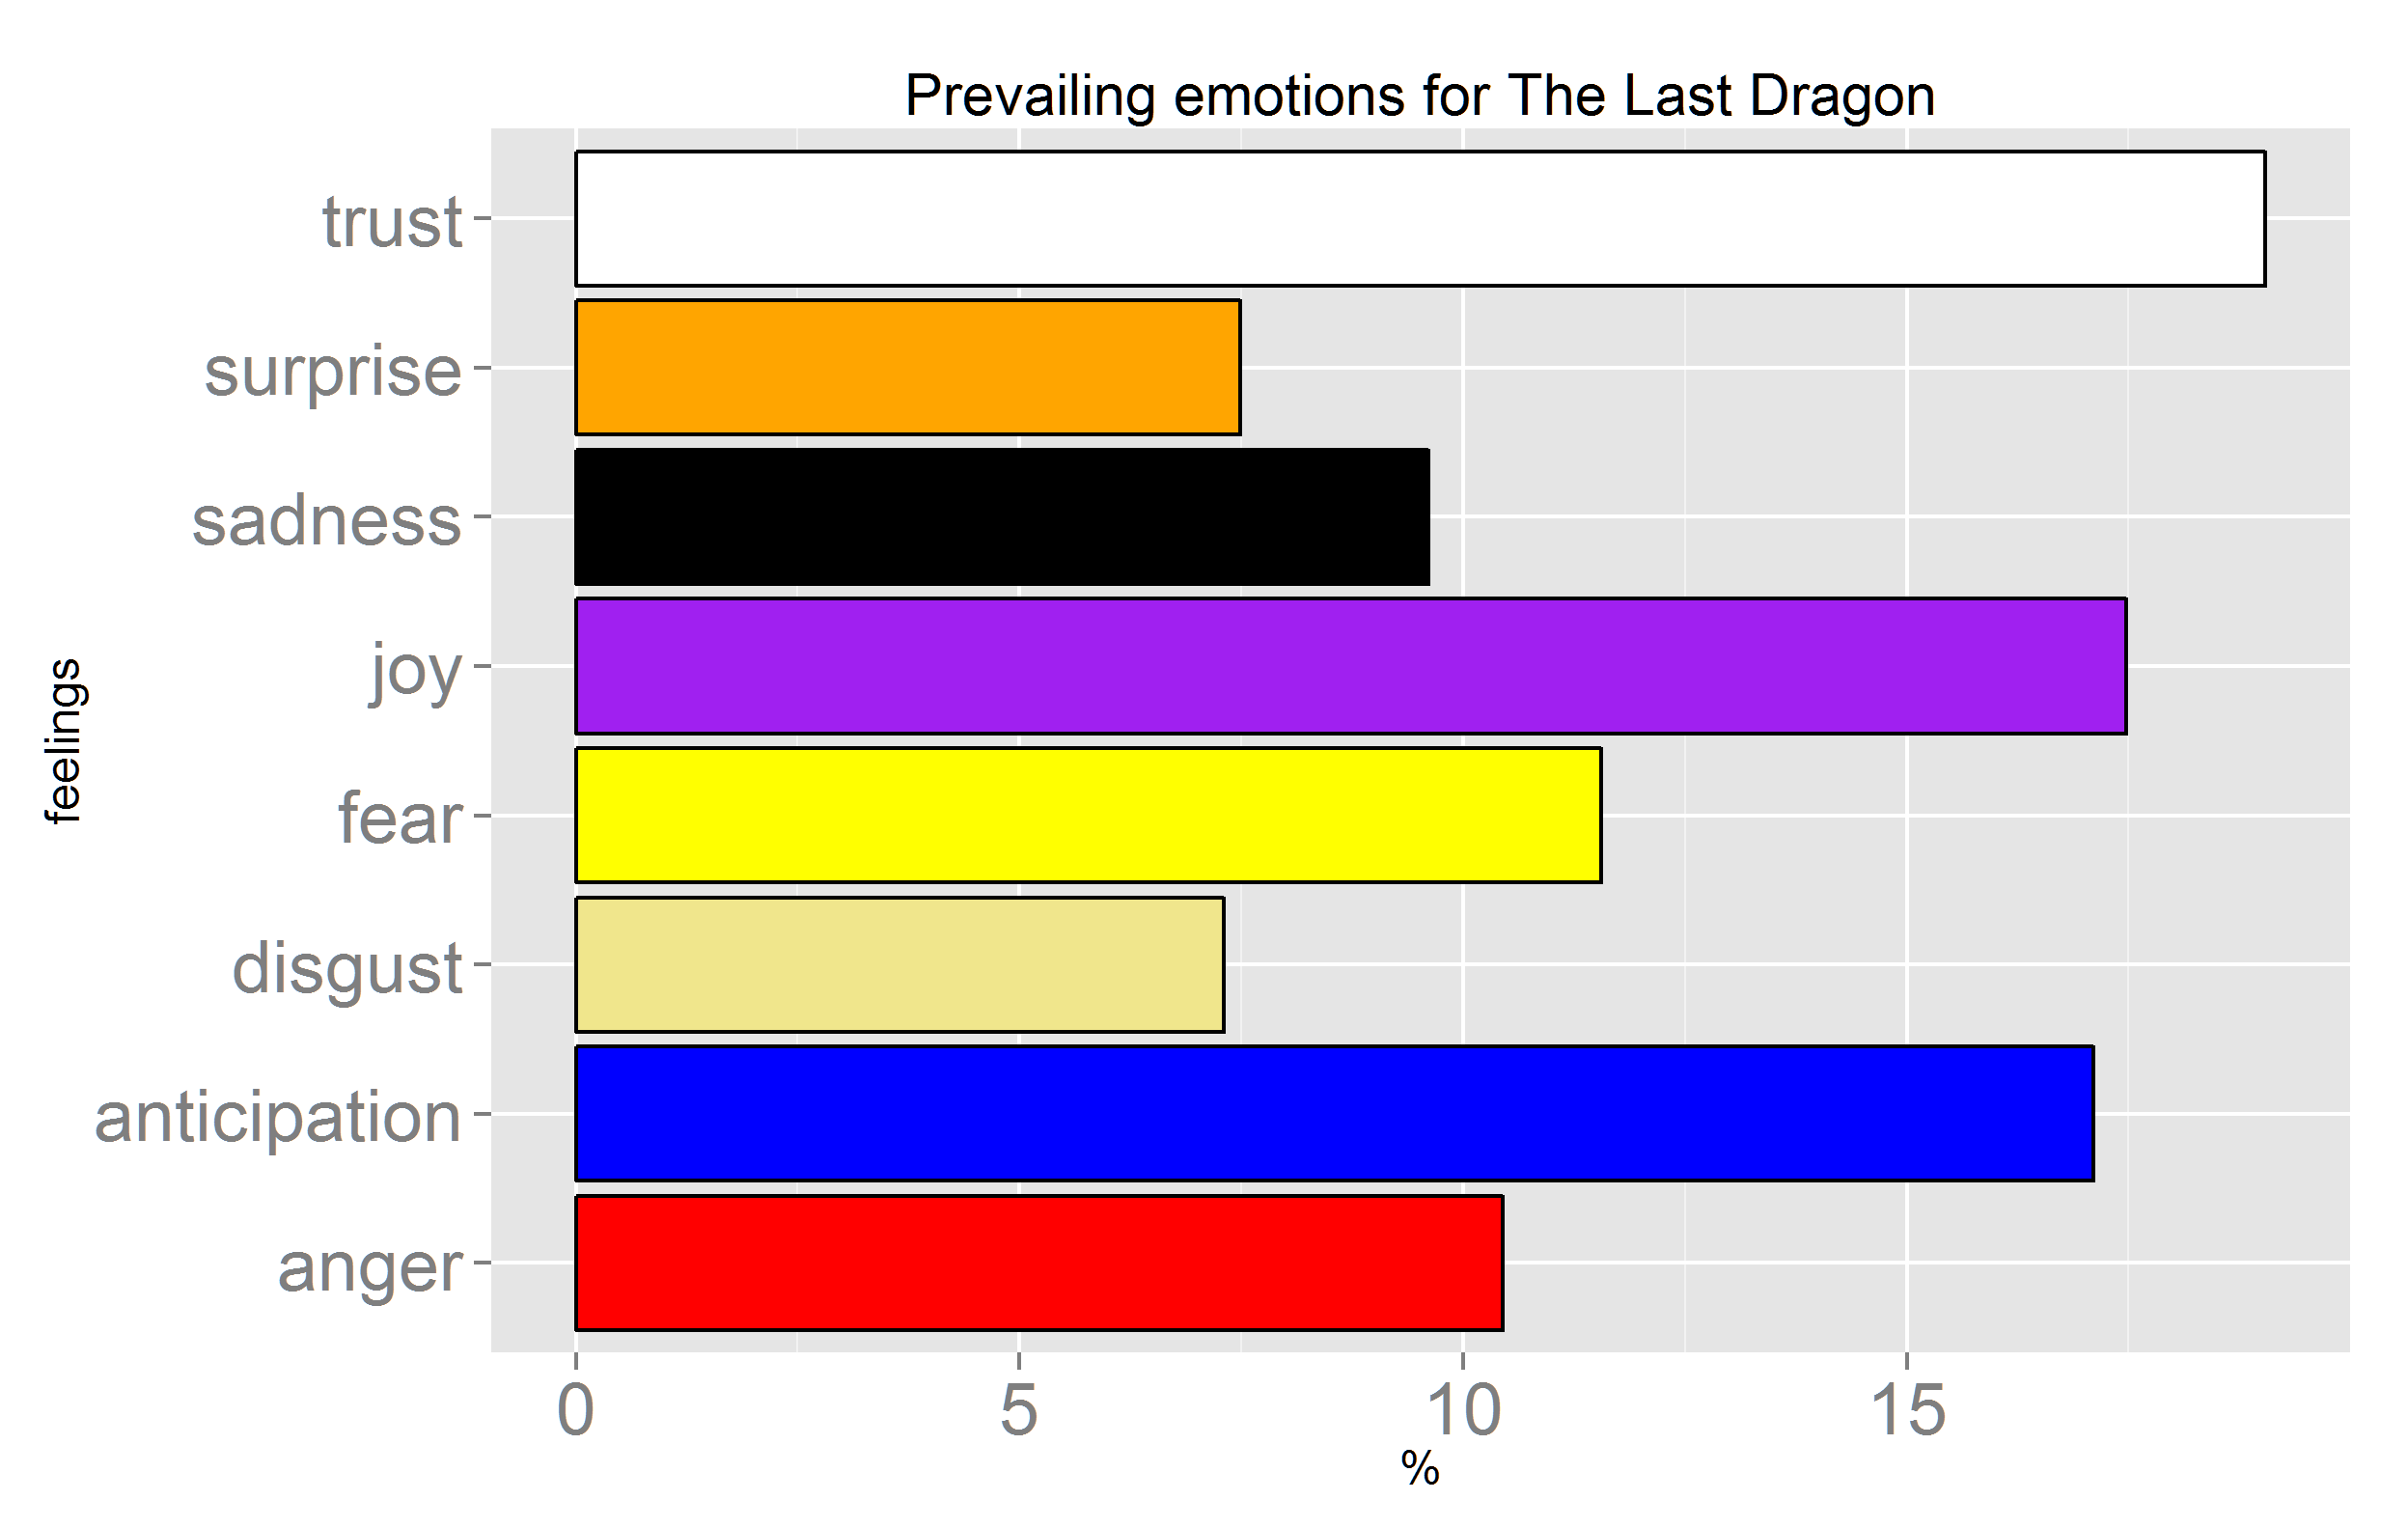 Prevailing emotions for The Last Dragon
trust
surprise
sadness
joy
fear
disgust
anticipation
anger
feelings
0 5 10 15
%